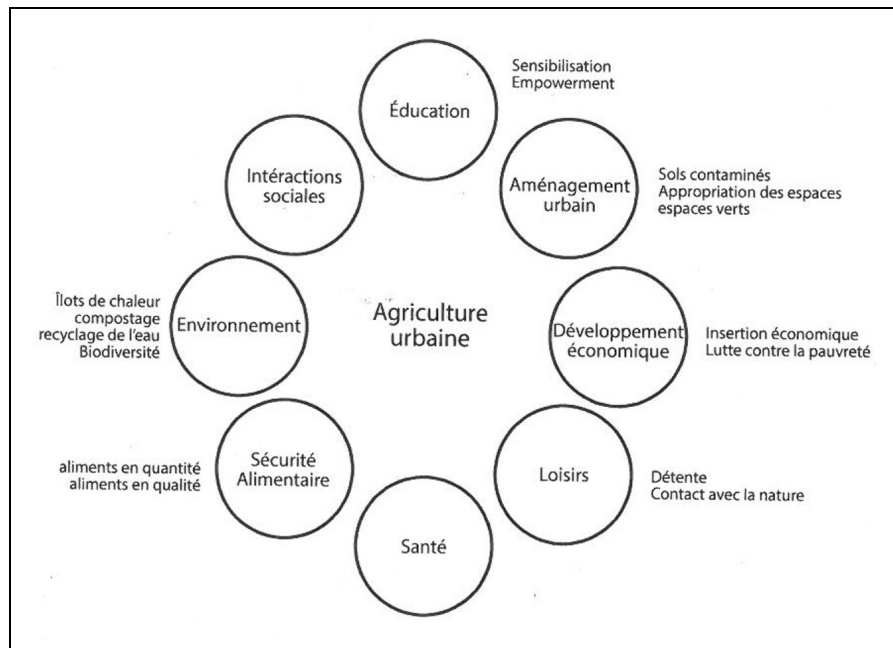 Éducation
Sensibilisation
Empowerment
Intéractions
sociales
Aménagement
urbain
Sols contaminés
Appropriation des espaces
espaces verts
Îlots de chaleur
compostage
recyclage de l'eau
Biodiversité
Environnement
Agriculture
urbaine
Développement
économique
Insertion économique
Lutte contre la pauvreté
aliments en quantité
aliments en qualité
Sécurité
Alimentaire
Loisirs
Détente
Contact avec la nature
Santé